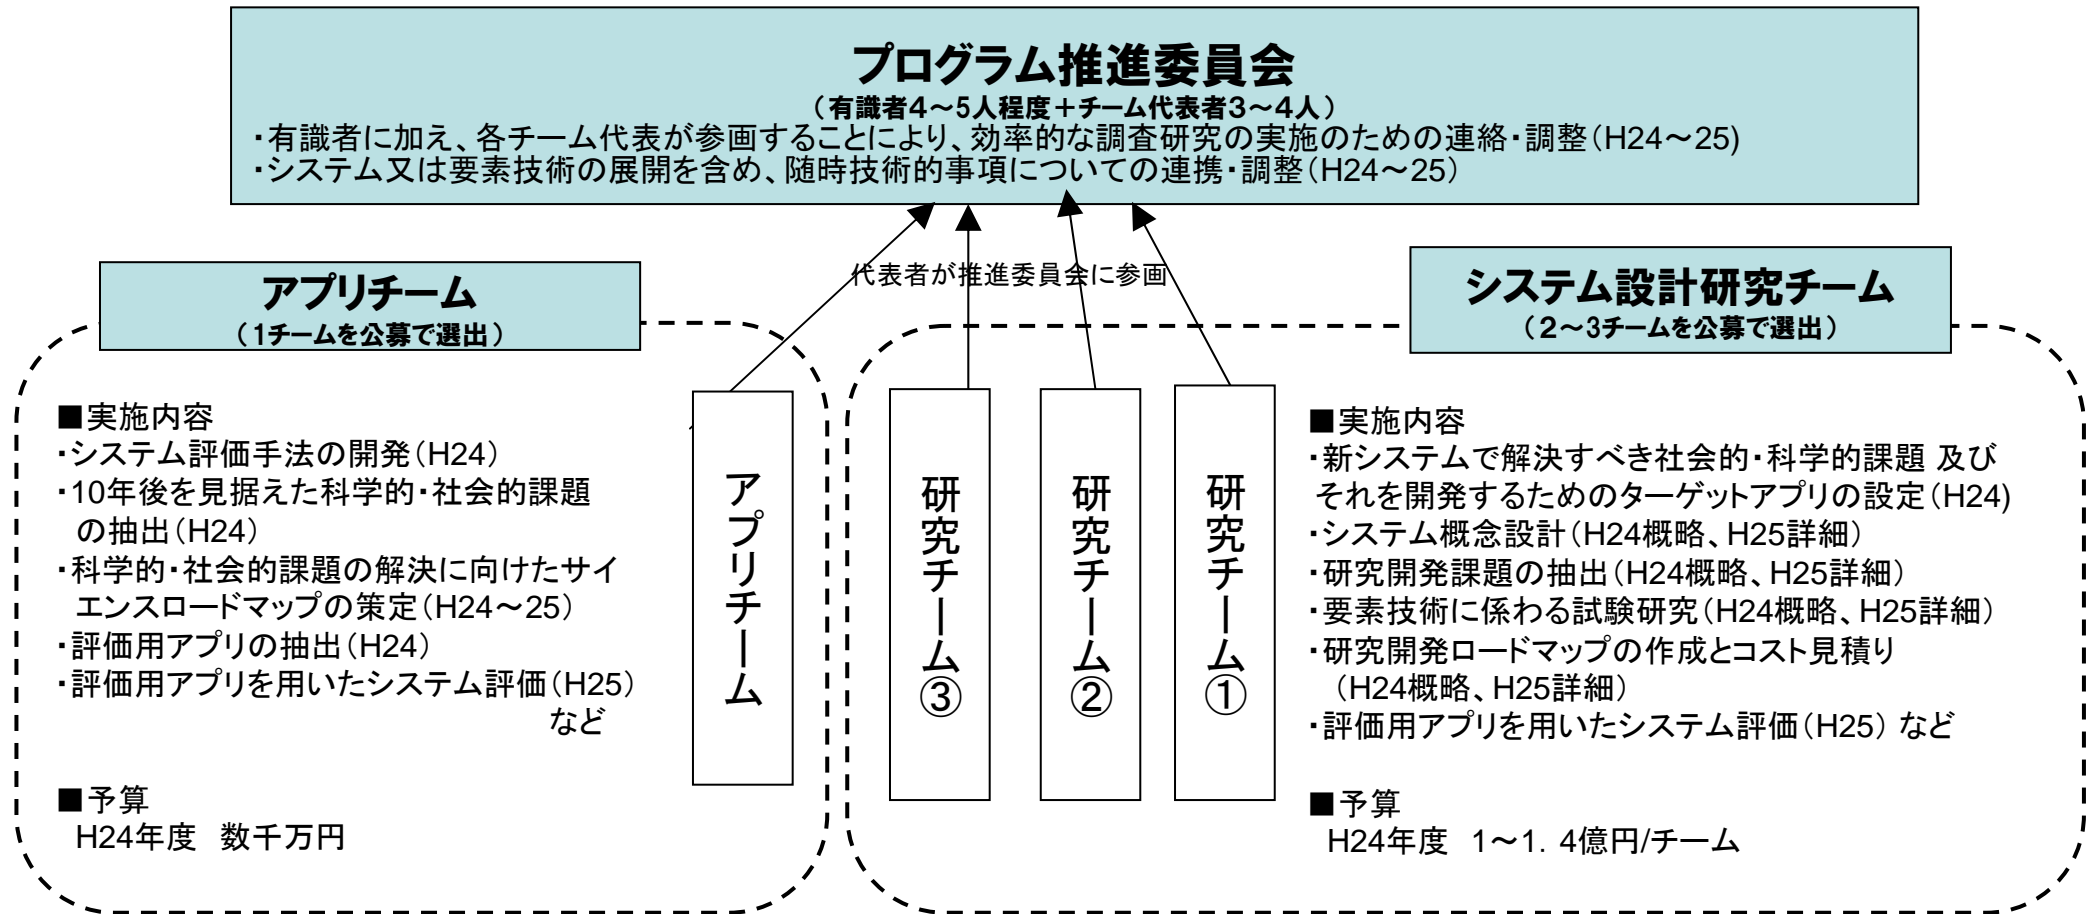 プログラム推進委員会
（有識者４～５人程度＋チーム代表者３～４人）
・有識者に加え、各チーム代表が参画することにより、効率的な調査研究の実施のための連絡・調整（H24～25)
・システム又は要素技術の展開を含め、随時技術的事項についての連携・調整（H24～25）
代表者が推進委員会に参画
アプリチーム
（1チームを公募で選出）
■実施内容
・システム評価手法の開発（H24）
・10年後を見据えた科学的・社会的課題
の抽出（H24）
・科学的・社会的課題の解決に向けたサイ
エンスロードマップの策定（H24～25）
・評価用アプリの抽出（H24）
・評価用アプリを用いたシステム評価（H25）
など
■予算
H24年度　数千万円
アプリチーム
システム設計研究チーム
（２～3チームを公募で選出）
研究チーム③
研究チーム②
研究チーム①
■実施内容
・新システムで解決すべき社会的・科学的課題 及び
それを開発するためのターゲットアプリの設定（H24)
・システム概念設計（H24概略、H25詳細）
・研究開発課題の抽出（H24概略、H25詳細）
・要素技術に係わる試験研究（H24概略、H25詳細）
・研究開発ロードマップの作成とコスト見積り
（H24概略、H25詳細）
・評価用アプリを用いたシステム評価（H25） など
■予算
H24年度　1～1．4億円/チーム